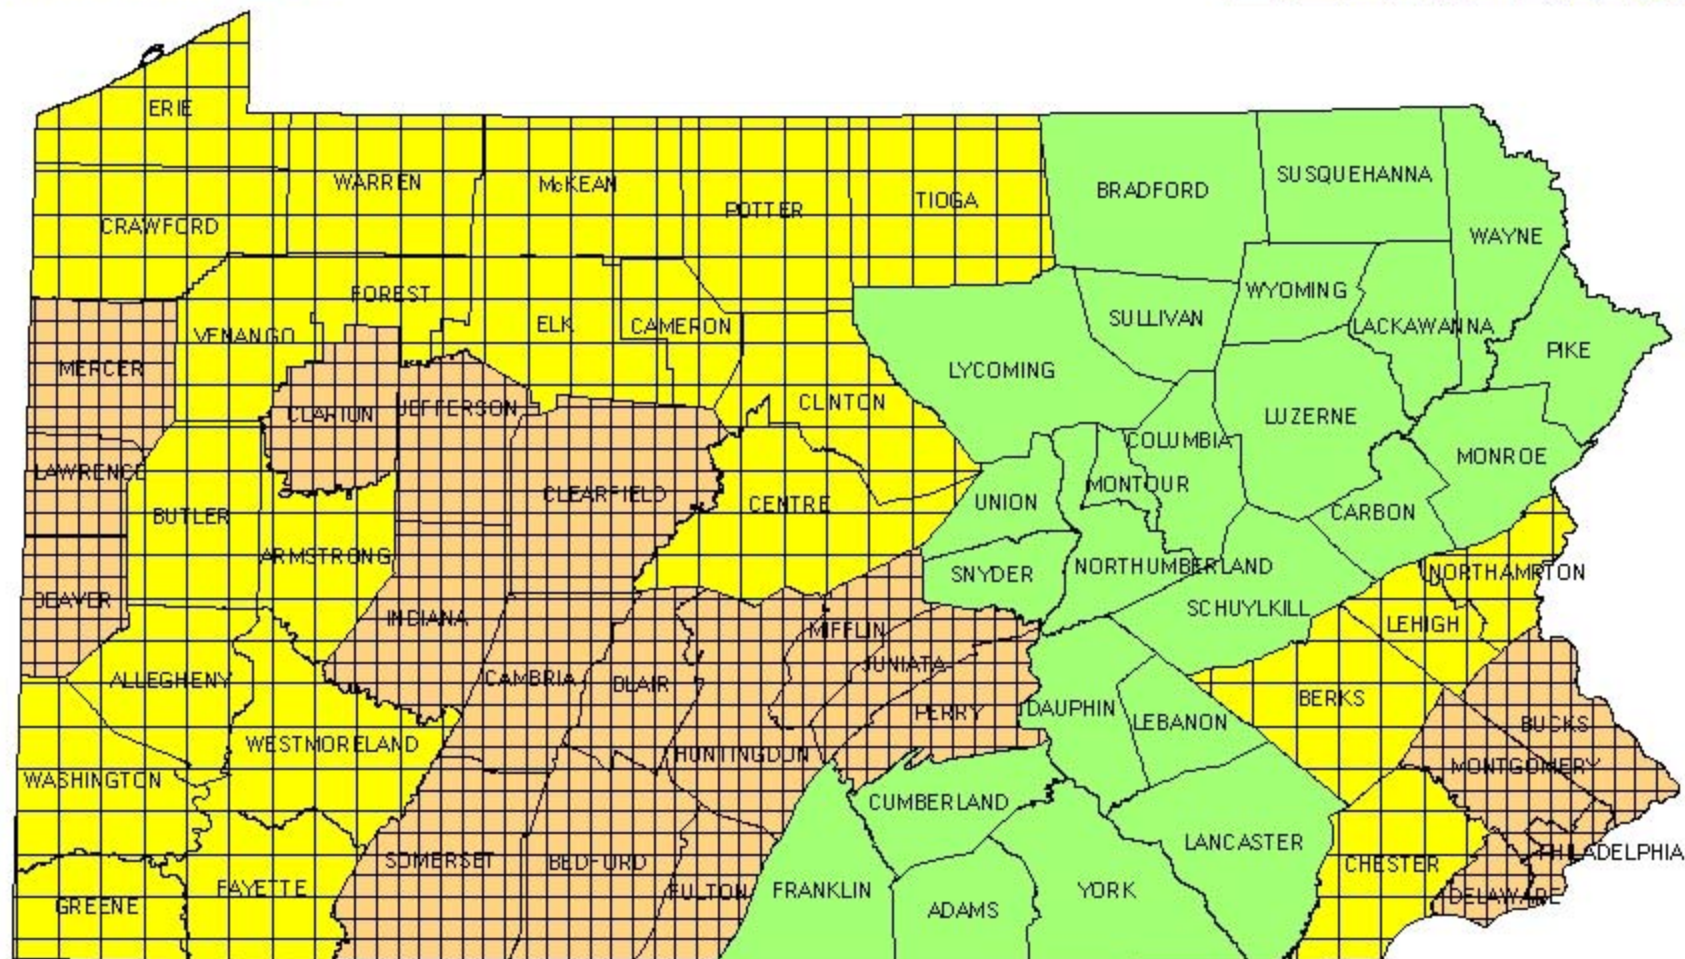 ERIE
WARREN
McKEAN
POTTER
TIOGA
BRADFORD
SUSQUEHANNA
WAYNE
CRAWFORD
FOREST
VENANGO
ELK
CAMERON
SULLIVAN
WYOMING
LACKAWANNA
PIKE
MERCER
CLARION
JEFFERSON
CLINTON
LYCOMING
COLUMBIA
LUZERNE
MONROE
LAWRENCE
BUTLER
CLEARFIELD
CENTRE
UNION
MONTOUR
CARBON
ARMSTRONG
SNYDER
NORTHUMBERLAND
NORTHAMPTON
BEAVER
INDIANA
MIFFLIN
SCHUYLKILL
LEHIGH
ALLEGHENY
CAMBRIA
BLAIR
JUNIATA
PERRY
DAUPHIN
LEBANON
BERKS
BUCKS
WASHINGTON
WESTMORELAND
HUNTINGDON
CUMBERLAND
MONTGOMERY
LANCASTER
CHESTER
PHILADELPHIA
GREENE
FAYETTE
SOMERSET
BEDFORD
FULTON
FRANKLIN
ADAMS
YORK
DELAWARE